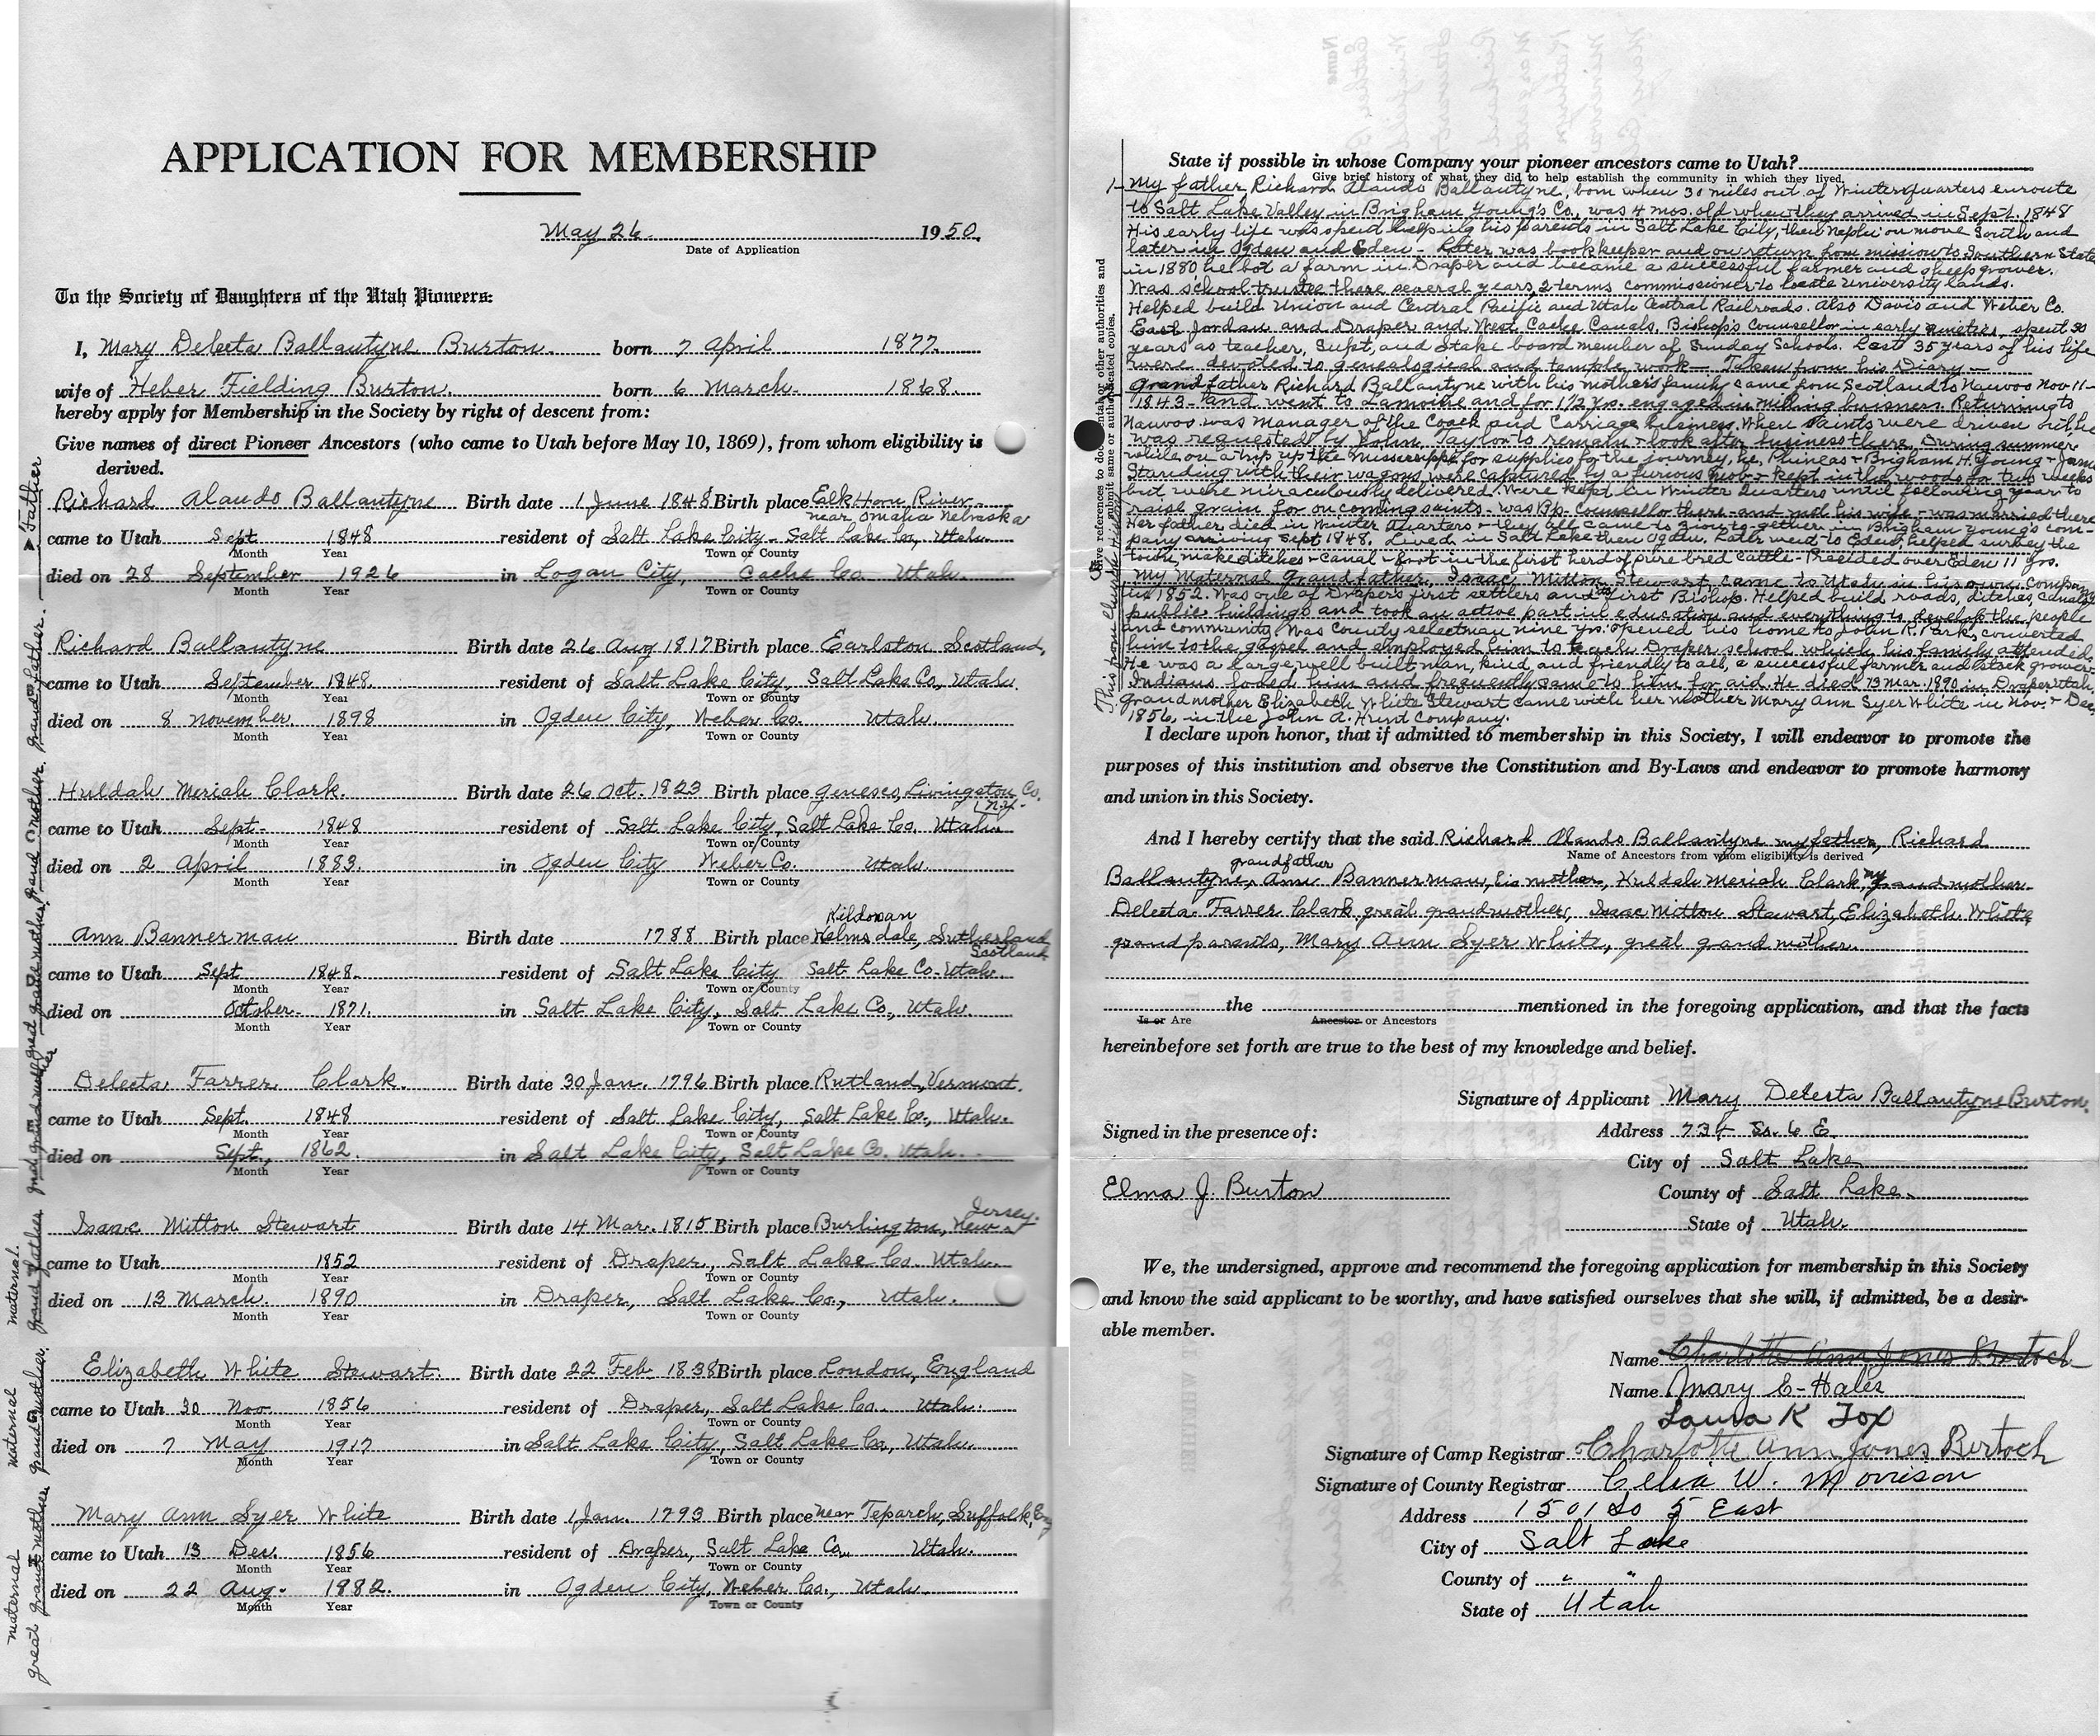 APPLICATION FOR MEMBERSHIP
May 26 1950
Date of Application
To the Society of Daughters of the Utah Pioneers:
I, Mary Delecta Ballantyne Burton. born 7 April 1877.
wife of Heber Fielding Burton. born 6 March. 1868.
hereby apply for Membership in the Society by right of descent from:
Give names of direct Pioneer Ancestors (who came to Utah before May 10, 1869), from whom eligibility is
derived.
Father
Richard Alando Ballantyne Birth date 1 June 1848 Birth place Elk Horn River
near Omaha Nebraska
came to Utah Sept 1848 resident of Salt Lake City - Salt Lake Co, Utah.
Month Year Town or County
died on 28 September 1926 in Logan City, Cache Co. Utah.
Month Year Town or County
grand father.
Richard Ballantyne Birth date 26 Aug 1817 Birth place Earlston Scotland,
came to Utah September 1848. resident of Salt Lake City, Salt Lake Co., Utah.
Month Year Town or County
died on 8 November. 1898 in Ogden City, Weber Co. Utah.
Month Year Town or County
grand mother.
Huldah Meriah Clark. Birth date 26 Oct. 1823 Birth place Geneseo, Livingston Co.
N.Y.
came to Utah Sept- 1848 resident of Salt Lake City, Salt Lake Co. Utah.
Month Year Town or County
died on 2 April 1883. in Ogden City Weber Co. Utah.
Month Year Town or County
great grand mother,
Kildonan
Ann Bannerman Birth date 1788 Birth place Helmsdale, Sutherland
Scotland
came to Utah Sept 1848. resident of Salt Lake City Salt Lake Co. Utah.
Month Year Town or County
died on October- 1871. in Salt Lake City, Salt Lake Co., Utah.
Month Year Town or County
great grand mother
Delecta Farrer Clark. Birth date 30 Jan. 1796 Birth place Rutland, Vermont.
came to Utah Sept. 1848 resident of Salt Lake City, Salt Lake Co., Utah.
Month Year Town or County
died on Sept., 1862. in Salt Lake City, Salt Lake Co. Utah.
Month Year Town or County
maternal.
grand father
Jersey.
Isaac Mitton Stewart Birth date 14 Mar. 1815 Birth place Burlington, New
came to Utah 1852 resident of Draper, Salt Lake Co. Utah.
Month Year Town or County
died on 13 March. 1890 in Draper, Salt Lake Co., Utah.
Month Year Town or County
maternal
grand mother.
Elizabeth White Stewart. Birth date 22 Feb 1838 Birth place London, England
came to Utah 30 Nov 1856 resident of Draper, Salt Lake Co. Utah.
Month Year Town or County
died on 7 May 1917 in Salt Lake City, Salt Lake Co., Utah.
Month Year Town or County
maternal
great grand mother
Mary Ann Syer White Birth date 1 Jan. 1793 Birth place near Teparch, Suffolk, Eng
came to Utah 13 Dec. 1856 resident of Draper, Salt Lake Co, Utah.
Month Year Town or County
died on 22 Aug. 1882. in Ogden City, Weber Co., Utah.
Month Year Town or County
State if possible in whose Company your pioneer ancestors came to Utah?
Give brief history of what they did to help establish the community in which they lived.
1- My father, Richard Alando Ballantyne, born when 30 miles out of Winterquarters enroute
to Salt Lake Valley in Brigham Young's Co., was 4 mos. old when they arrived in Sept. 1848
His early life was spent helping his parents in Salt Lake City, then Nephi on move South and
later in Ogden and Eden - Later was bookkeeper and on return from mission to Southern State
in 1880, he bot a farm in Draper and became a successful farmer and sheep grower.
Was school trustee there several years, 2 terms commissioner to locate University lands.
Helped build Union and Central Pacific and Utah Central Railroads. Also Davis and Weber Co.
East Jordan and Draper and West Cache Canals. Bishop's Counsellor in early nineties, spent 30
years as teacher, Supt, and Stake board member of Sunday Schools. Last 35 years of his life
were devoted to genealogical and temple work - Taken from his Diary -
Grandfather Richard Ballantyne with his mother's family came from Scotland to Nauvoo Nov 11-
1843 - and went to Lamoine and for 1 1/2 yrs. engaged in milling business. Returning to
Nauvoo was manager of the Coach and Carriage business. When Saints were driven out he
was requested by John Taylor to remain & look after business there. During summer
while on a trip up the Mississippi for supplies for the journey, he, Phineas & Brigham H. Young &
Standing with their wagons were captured by a furious mob & kept in the woods for two weeks
but were miraculously delivered. Were kept in Winter Quarters until following year to
raise grain for oncoming saints - was Bp. Counsellor there - and met his wife - was married there
Her father died in Winter Quarters - they all came to Zion to-gether in Brigham Young's com-
pany arriving Sept 1848. Lived in Salt Lake then Ogden. Later went to Eden, helped survey the
town, make ditches & canal - brot in the first herd of pure bred cattle - Presided over Eden 11 yrs.
My Maternal Grandfather, Isaac Mitton Stewart, came to Utah in his own Company
in 1852. Was one of Draper's first settlers and its first Bishop. Helped build roads, ditches, canals,
public buildings and took an active part in education and everything to develop the people
and community. Was County selectman nine yrs. opened his home to John R. Park, converted
him to the gospel and employed him to teach Draper school which his family attended.
He was a large, well built man, kind and friendly to all, a successful farmer and stock grower.
Indians loved him and frequently came to him for aid. He died 13 Mar. 1890 in Draper Utah.
Grandmother Elizabeth White Stewart came with her mother Mary Ann Syer White in Nov. & Dec,
1856, in the John A. Hunt Company.
I declare upon honor, that if admitted to membership in this Society, I will endeavor to promote the
purposes of this institution and observe the Constitution and By-Laws and endeavor to promote harmony
and union in this Society.
And I hereby certify that the said Richard Alando Ballantyne my father, Richard
Name of Ancestors from whom eligibility is derived
grandfather
Ballantyne, Ann Bannerman, his mother, Huldah Meriah Clark, my grandmother
Delecta Farrer Clark, great grandmother, Isaac Mitton Stewart, Elizabeth White
grand parents, Mary Ann Syer White, great grand mother.
the mentioned in the foregoing application, and that the facts
Is or Are Ancestor or Ancestors
hereinbefore set forth are true to the best of my knowledge and belief.
Signature of Applicant Mary Delecta Ballantyne Burton,
Signed in the presence of: Address 734 So. 6 E.
City of Salt Lake
Elma J. Burton County of Salt Lake.
State of Utah
We, the undersigned, approve and recommend the foregoing application for membership in this Society
and know the said applicant to be worthy, and have satisfied ourselves that she will, if admitted, be a desir-
able member.
Name Charlotte Ann Jones Bertoch
Name Mary E. Hales
Laura K Fox
Signature of Camp Registrar Charlotte Ann Jones Bertoch
Signature of County Registrar Celia W. Morrison
Address 1501 So 5 East
City of Salt Lake
County of " "
State of Utah